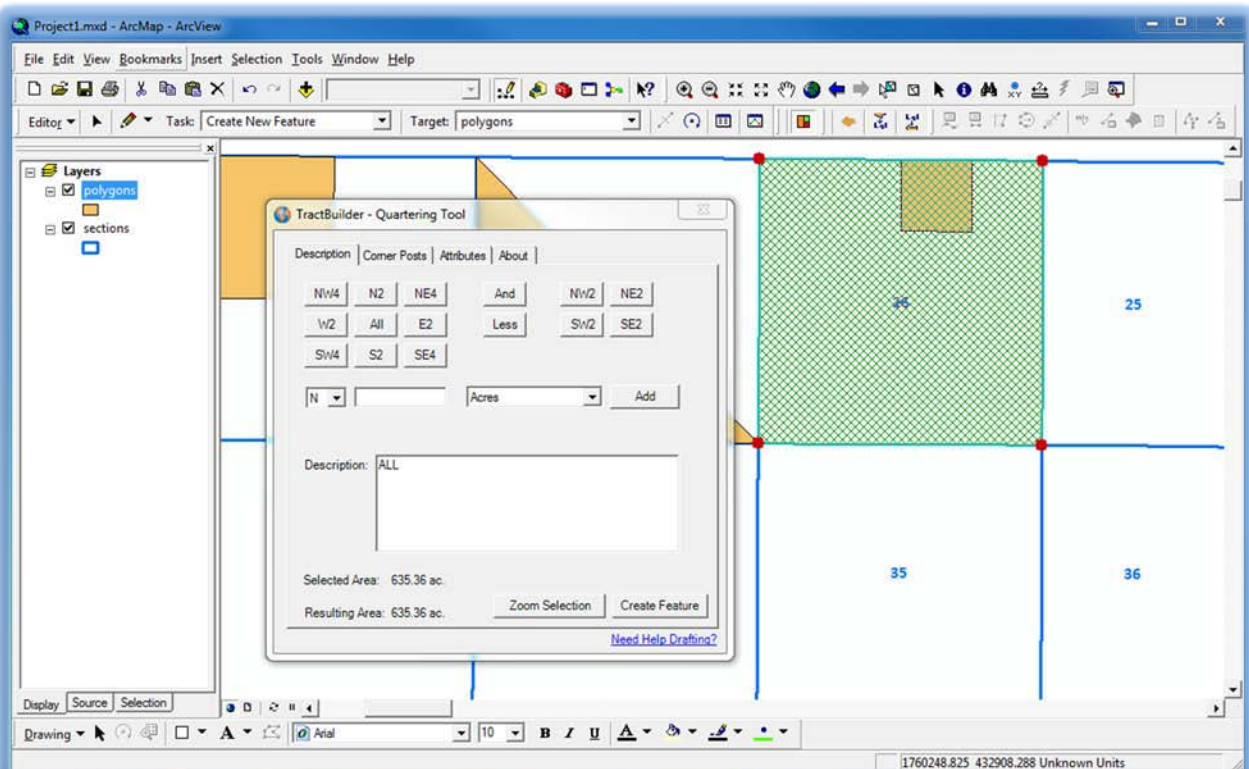 Project1.mxd - ArcMap - ArcView
File Edit View Bookmarks Insert Selection Tools Window Help
Editor Task: Create New Feature Target: polygons
Layers
polygons
sections
TractBuilder - Quartering Tool
Description Corner Posts Attributes About
NW4 N2 NE4 And NW2 NE2
W2 All E2 Less SW2 SE2
SW4 S2 SE4
N Acres Add
Description: ALL
Selected Area: 635.36 ac.
Resulting Area: 635.36 ac. Zoom Selection Create Feature
Need Help Drafting?
26
25
35
36
Display Source Selection
Drawing A Arial 10 B I U A
1760248.825 432908.288 Unknown Units